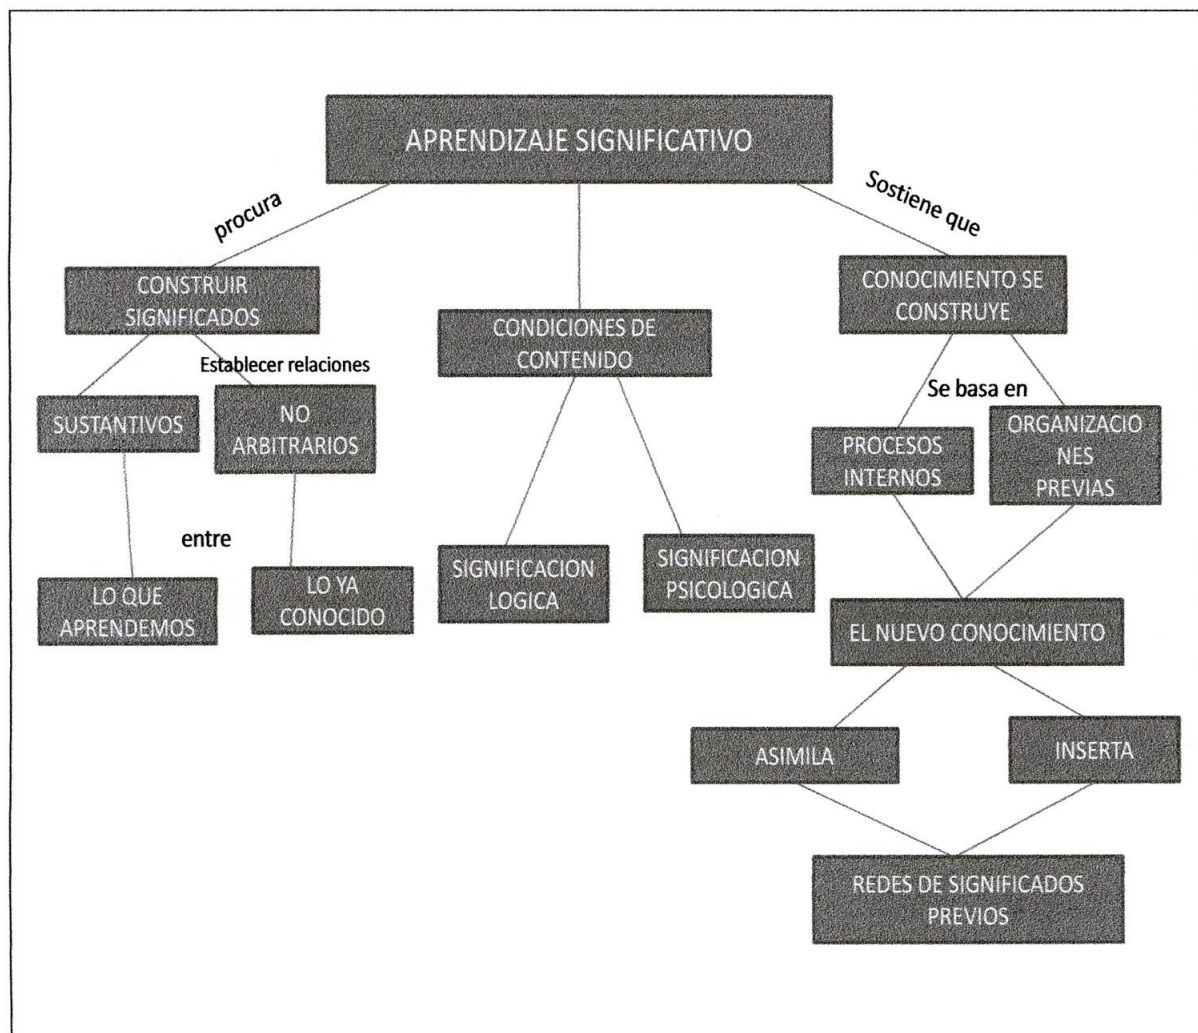 APRENDIZAJE SIGNIFICATIVO
procura
Sostiene que
CONSTRUIR
SIGNIFICADOS
CONDICIONES DE
CONTENIDO
CONOCIMIENTO SE
CONSTRUYE
Establecer relaciones
SUSTANTIVOS
NO
ARBITRARIOS
Se basa en
PROCESOS
INTERNOS
ORGANIZACIO
NES
PREVIAS
entre
LO QUE
APRENDEMOS
LO YA
CONOCIDO
SIGNIFICACION
LOGICA
SIGNIFICACION
PSICOLOGICA
EL NUEVO CONOCIMIENTO
ASIMILA
INSERTA
REDES DE SIGNIFICADOS
PREVIOS